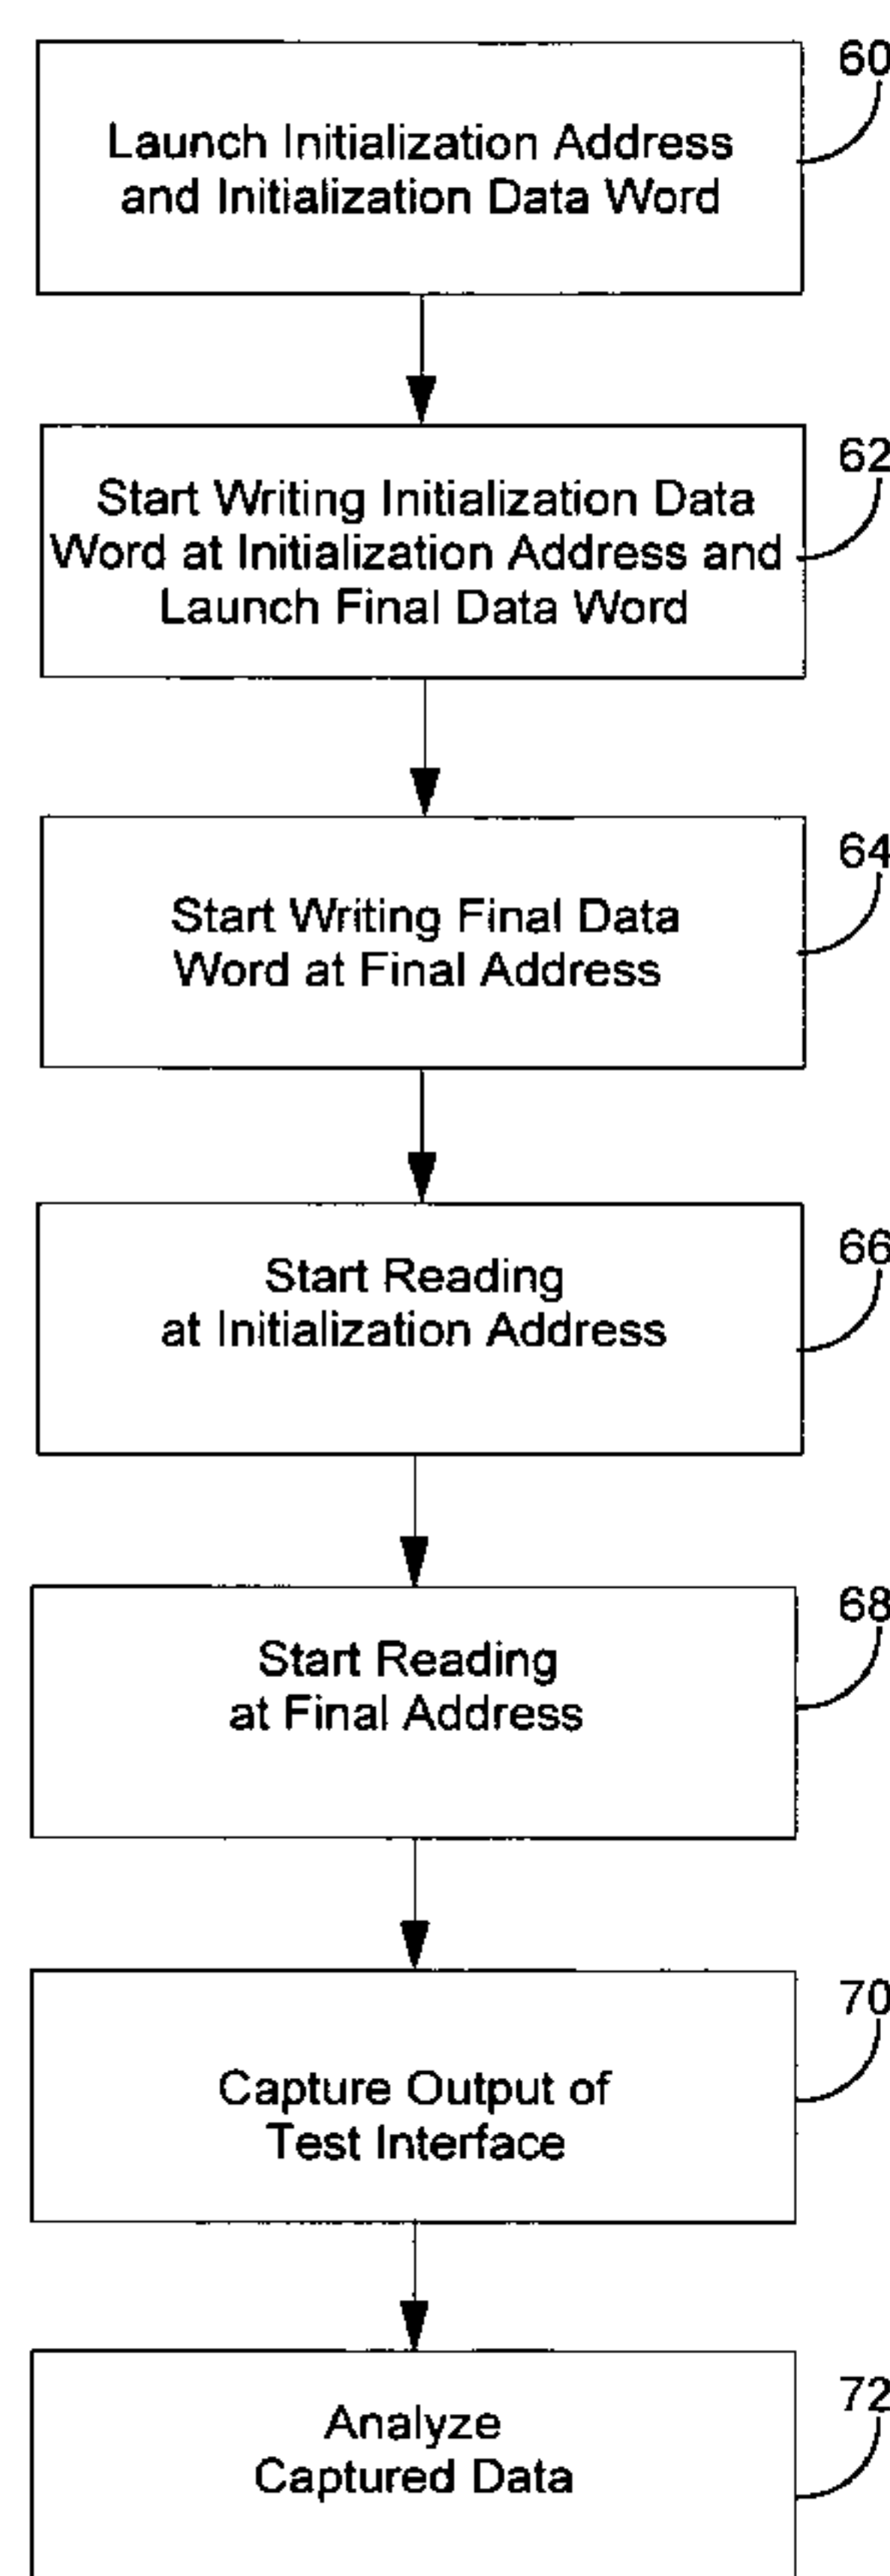 60
Launch Initialization Address
and Initialization Data Word
62
Start Writing Initialization Data
Word at Initialization Address and
Launch Final Data Word
64
Start Writing Final Data
Word at Final Address
66
Start Reading
at Initialization Address
68
Start Reading
at Final Address
70
Capture Output of
Test Interface
72
Analyze
Captured Data